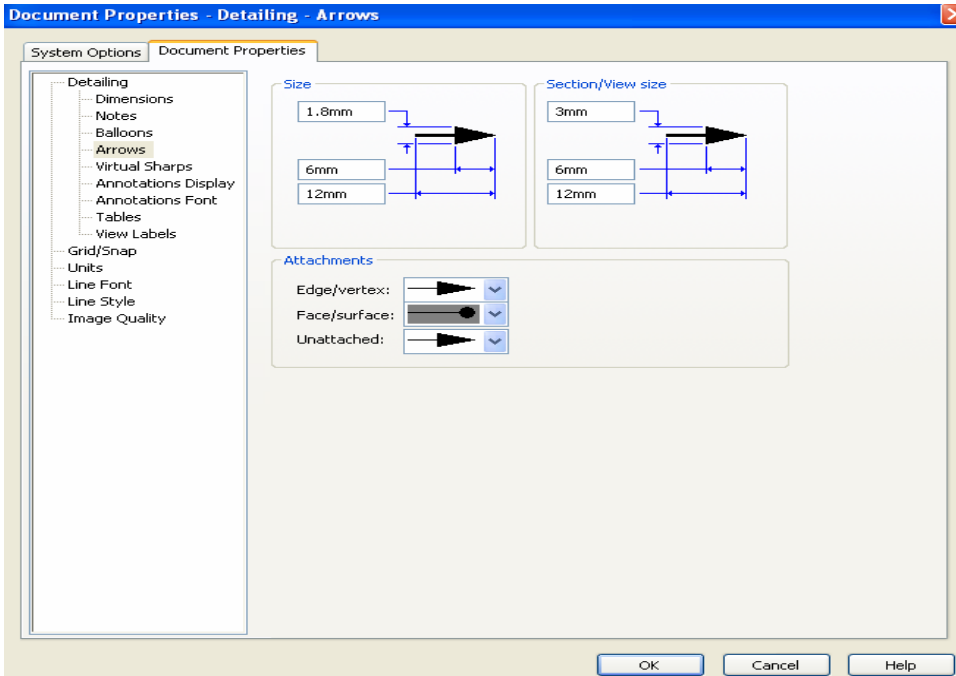 Document Properties - Detailing - Arrows
System Options
Document Properties
Detailing
Dimensions
Notes
Balloons
Arrows
Virtual Sharps
Annotations Display
Annotations Font
Tables
View Labels
Grid/Snap
Units
Line Font
Line Style
Image Quality
Size
1.8mm
6mm
12mm
Section/View size
3mm
6mm
12mm
Attachments
Edge/vertex:
Face/surface:
Unattached:
OK
Cancel
Help